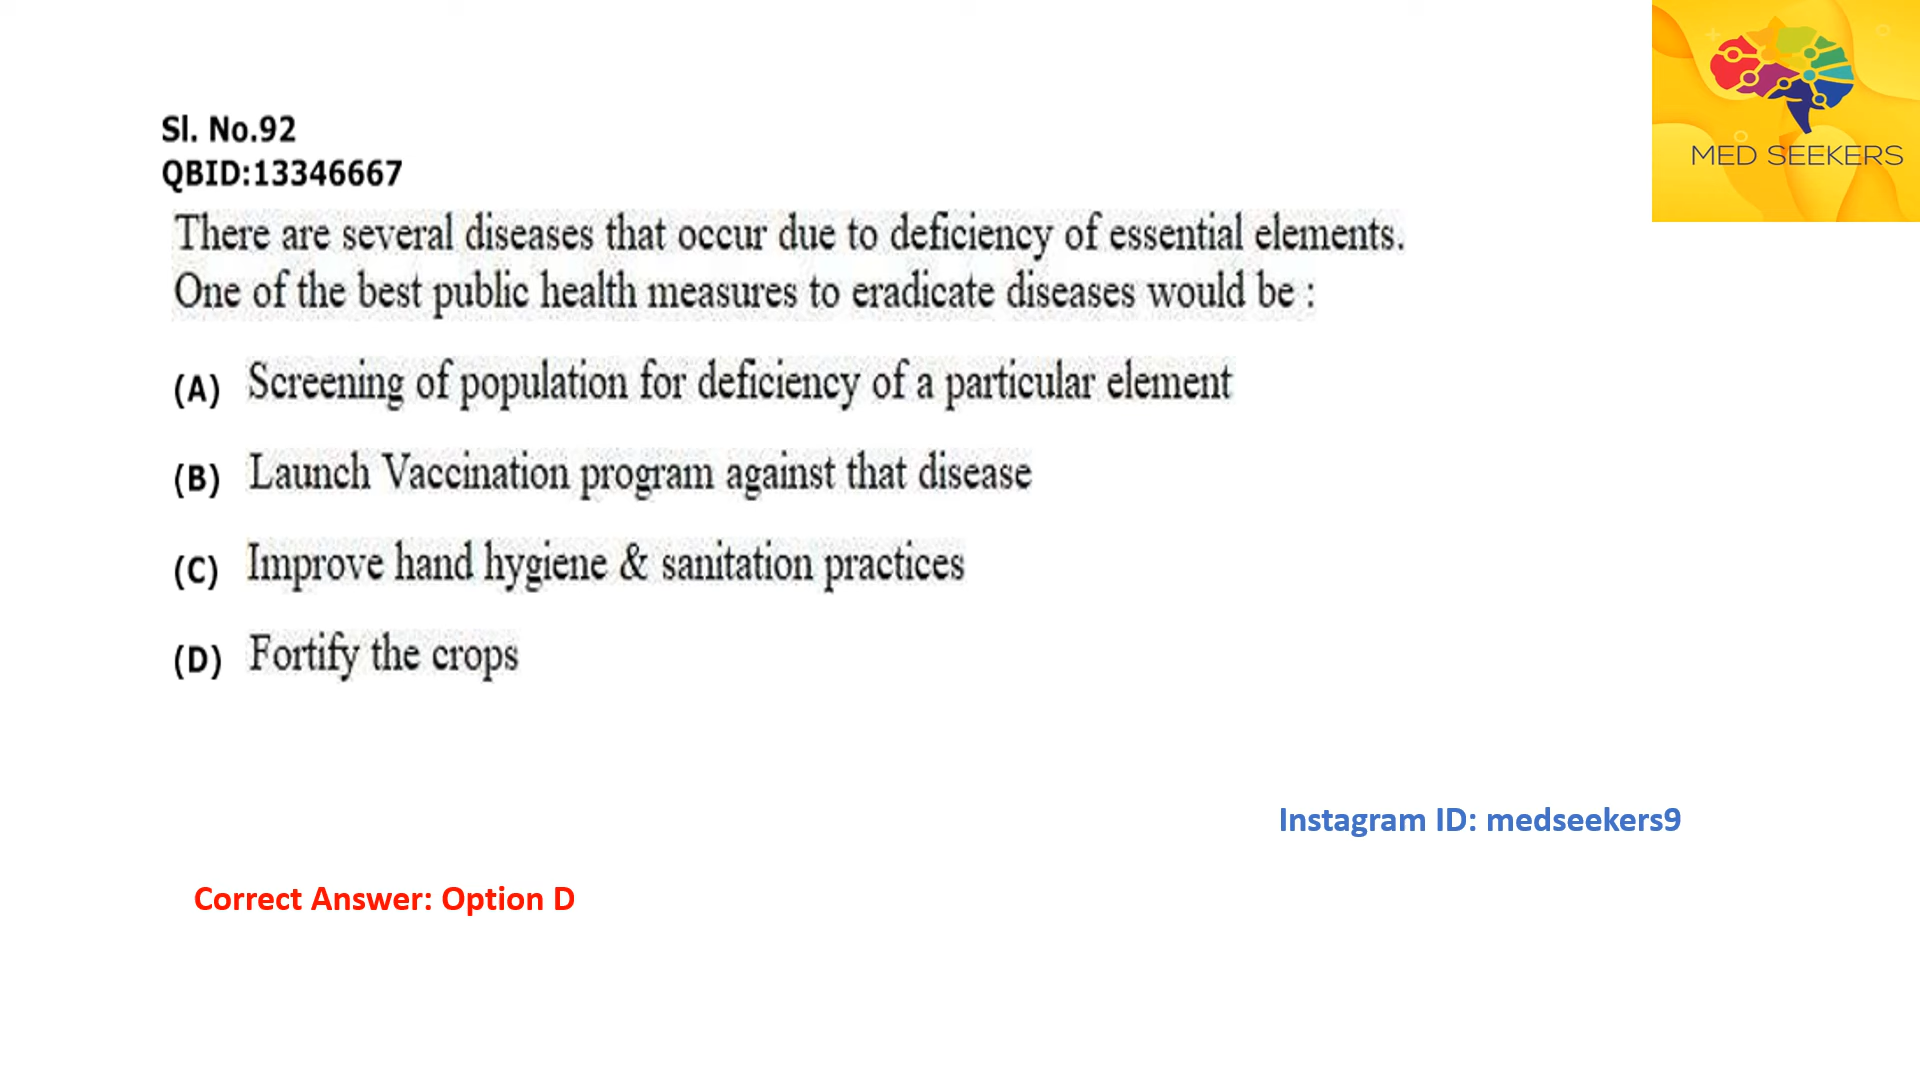 MED SEEKERS
Sl. No.92
QBID:13346667
There are several diseases that occur due to deficiency of essential elements.
One of the best public health measures to eradicate diseases would be :
(A) Screening of population for deficiency of a particular element
(B) Launch Vaccination program against that disease
(C) Improve hand hygiene & sanitation practices
(D) Fortify the crops
Instagram ID: medseekers9
Correct Answer: Option D